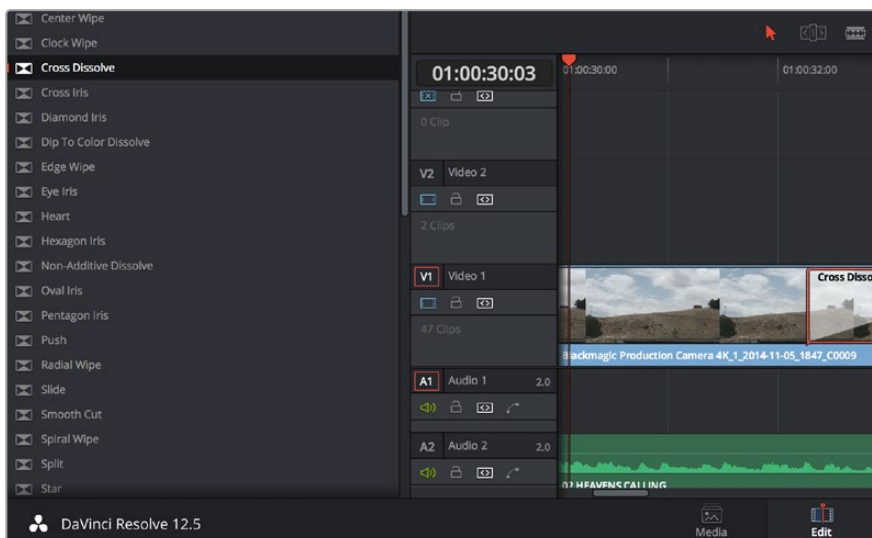 Center Wipe
Clock Wipe
Cross Dissolve
Cross Iris
Diamond Iris
Dip To Color Dissolve
Edge Wipe
Eye Iris
Heart
Hexagon Iris
Non-Additive Dissolve
Oval Iris
Pentagon Iris
Push
Radial Wipe
Slide
Smooth Cut
Spiral Wipe
Split
Star
01:00:30:03
01:00:30:00
01:00:32:00
0 Clip
V2 Video 2
2 Clips
V1 Video 1
47 Clips
Cross Disso
Blackmagic Production Camera 4K_1_2014-11-05_1847_C0009
A1 Audio 1 2.0
A2 Audio 2 2.0
02 HEAVENS CALLING
DaVinci Resolve 12.5
Media
Edit